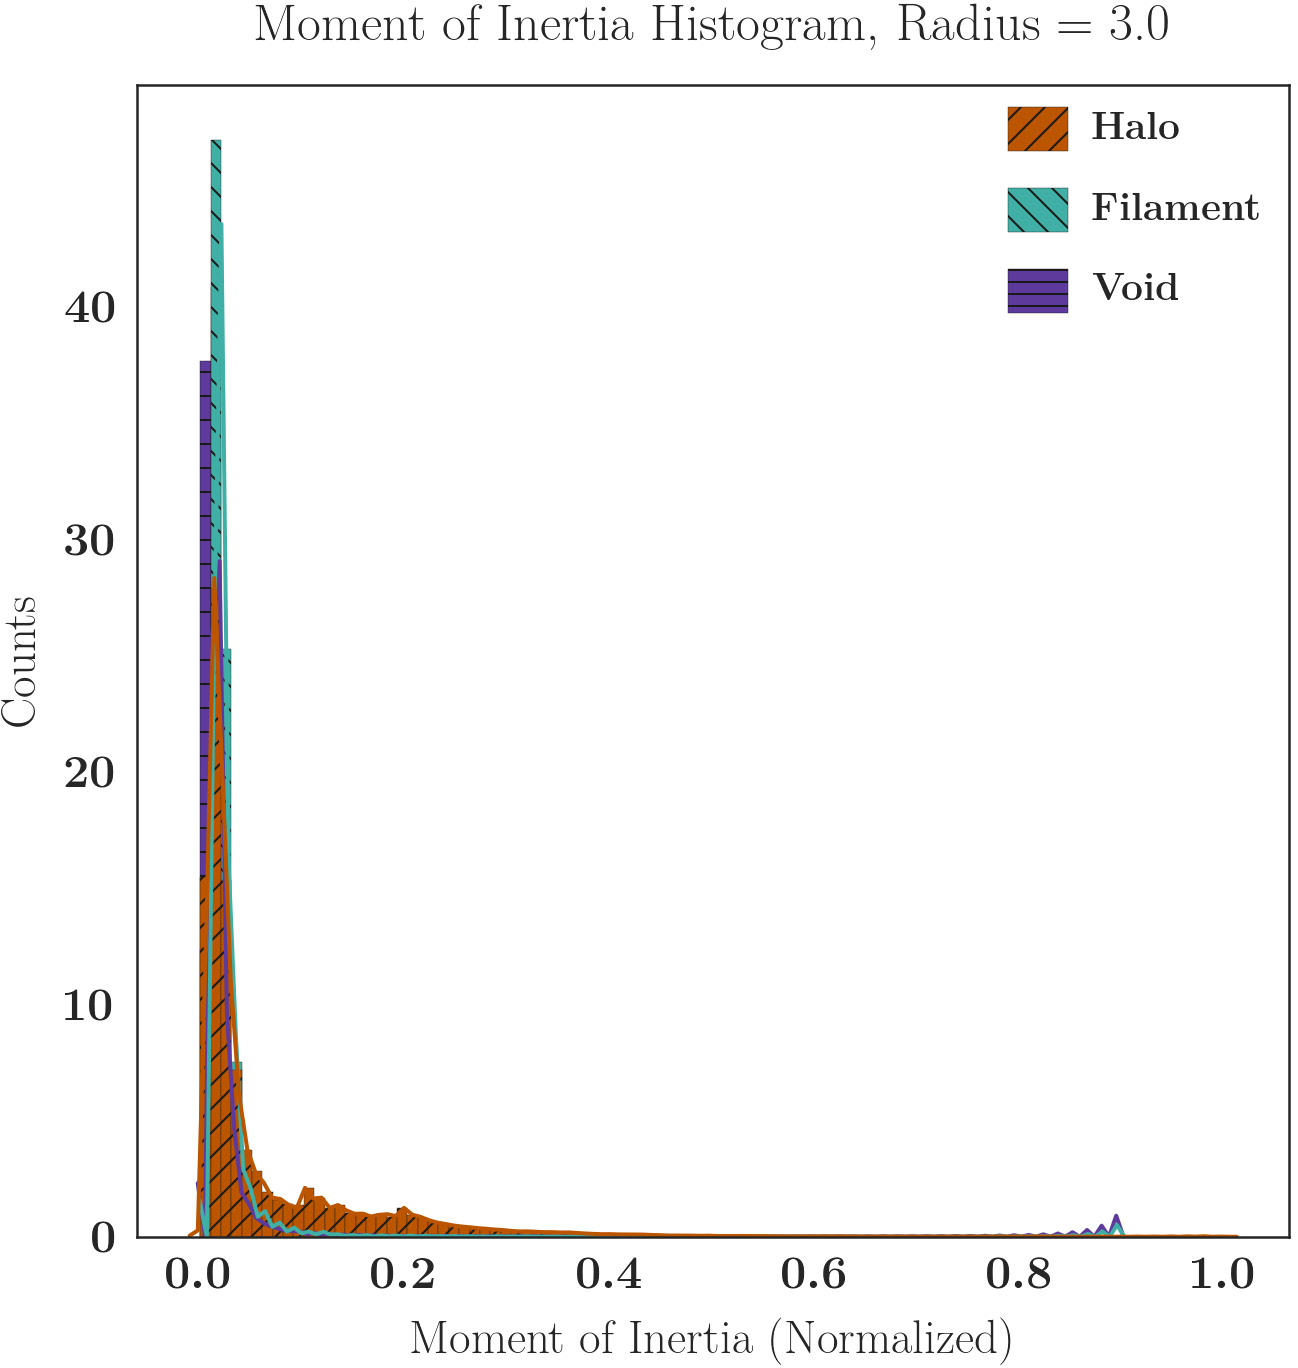 Moment of Inertia Histogram, Radius = 3.0
Halo
Filament
Void
40
30
20
10
0
Counts
0.0 0.2 0.4 0.6 0.8 1.0
Moment of Inertia (Normalized)